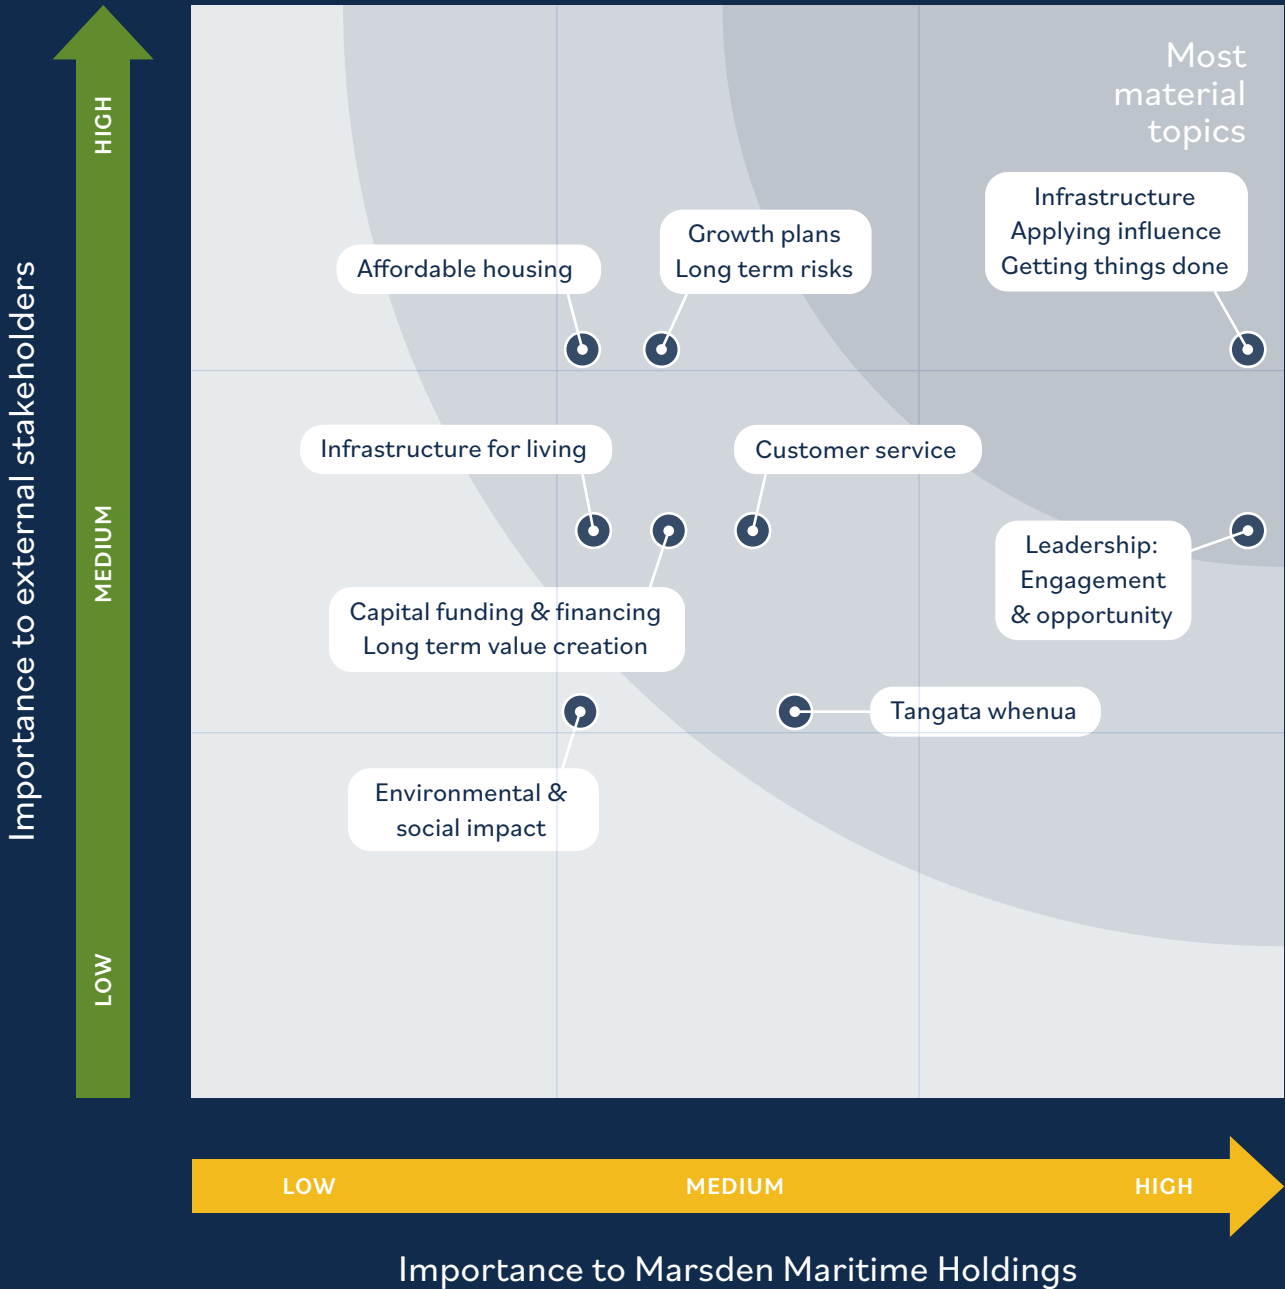 Importance to external stakeholders
HIGH
MEDIUM
LOW
Most
material
topics
Infrastructure
Applying influence
Getting things done
Growth plans
Long term risks
Affordable housing
Infrastructure for living
Customer service
Leadership:
Engagement
& opportunity
Capital funding & financing
Long term value creation
Tangata whenua
Environmental &
social impact
LOW
MEDIUM
HIGH
Importance to Marsden Maritime Holdings